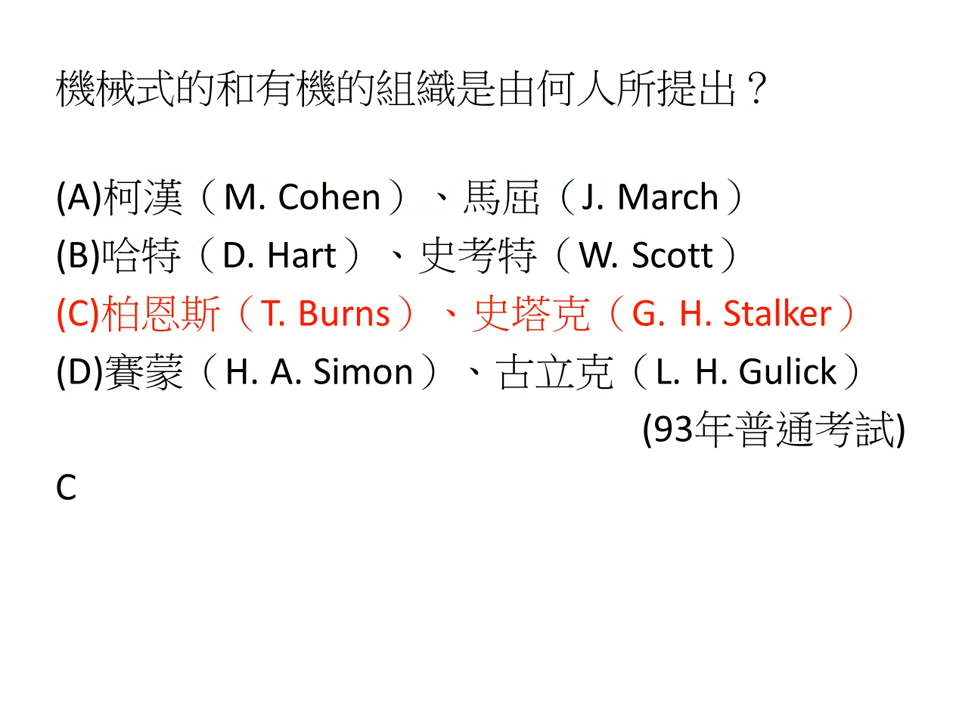 機械式的和有機的組織是由何人所提出？
(A)柯漢（M. Cohen）、馬屈（J. March）
(B)哈特（D. Hart）、史考特（W. Scott）
(C)柏恩斯（T. Burns）、史塔克（G. H. Stalker）
(D)賽蒙（H. A. Simon）、古立克（L. H. Gulick）
(93年普通考試)
C